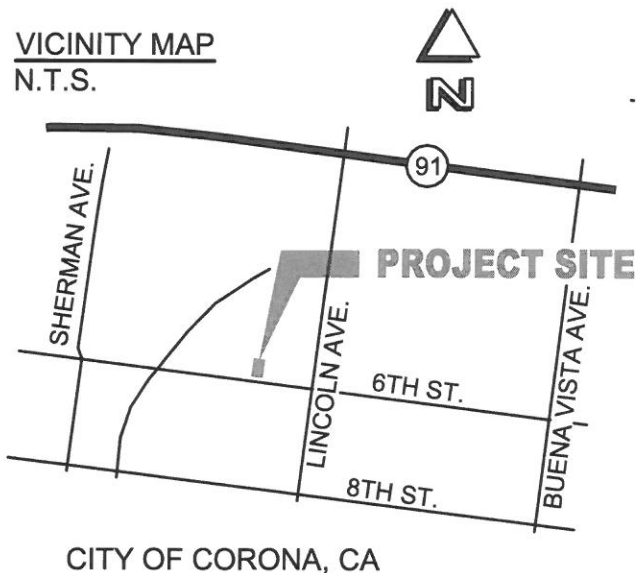 VICINITY MAP
N.T.S.
N
91
SHERMAN AVE.
PROJECT SITE
LINCOLN AVE.
BUENA VISTA AVE.
6TH ST.
8TH ST.
CITY OF CORONA, CA